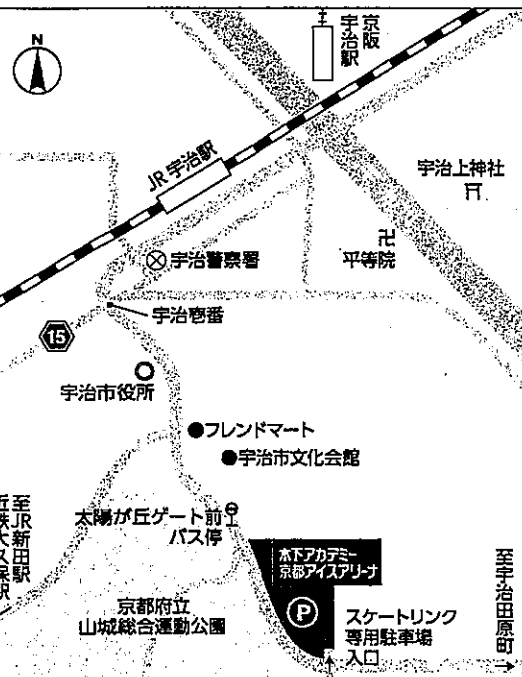 N
京阪
宇治駅
JR 宇治駅
宇治上神社
平等院
宇治警察署
宇治壱番
15
宇治市役所
フレンドマート
宇治市文化会館
太陽が丘ゲート前
バス停
至JR新田駅
近鉄大久保駅
木下アカデミー
京都アイスアリーナ
P
京都府立
山城総合運動公園
スケートリンク
専用駐車場
入口
至宇治田原町